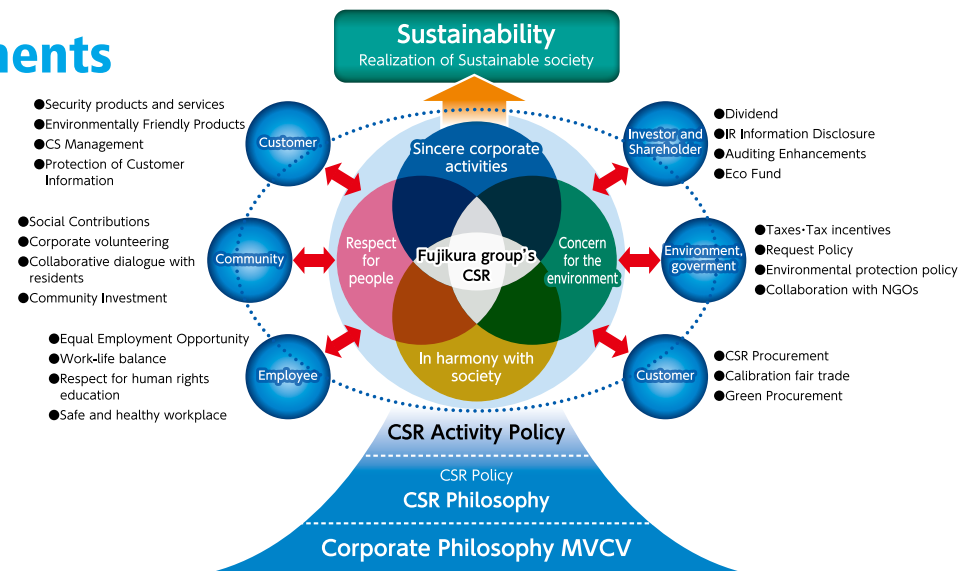 ments
Sustainability
Realization of Sustainable society
●Security products and services
●Environmentally Friendly Products
●CS Management
●Protection of Customer
Information
Customer
●Social Contributions
●Corporate volunteering
●Collaborative dialogue with
residents
●Community Investment
Community
●Equal Employment Opportunity
●Work-life balance
●Respect for human rights
education
●Safe and healthy workplace
Employee
Sincere corporate
activities
Respect
for
people
Fujikura group's
CSR
Concern
for the
environment
In harmony with
society
Investor and
Shareholder
●Dividend
●IR Information Disclosure
●Auditing Enhancements
●Eco Fund
Environment,
goverment
●Taxes・Tax incentives
●Request Policy
●Environmental protection policy
●Collaboration with NGOs
Customer
●CSR Procurement
●Calibration fair trade
●Green Procurement
CSR Activity Policy
CSR Policy
CSR Philosophy
Corporate Philosophy MVCV